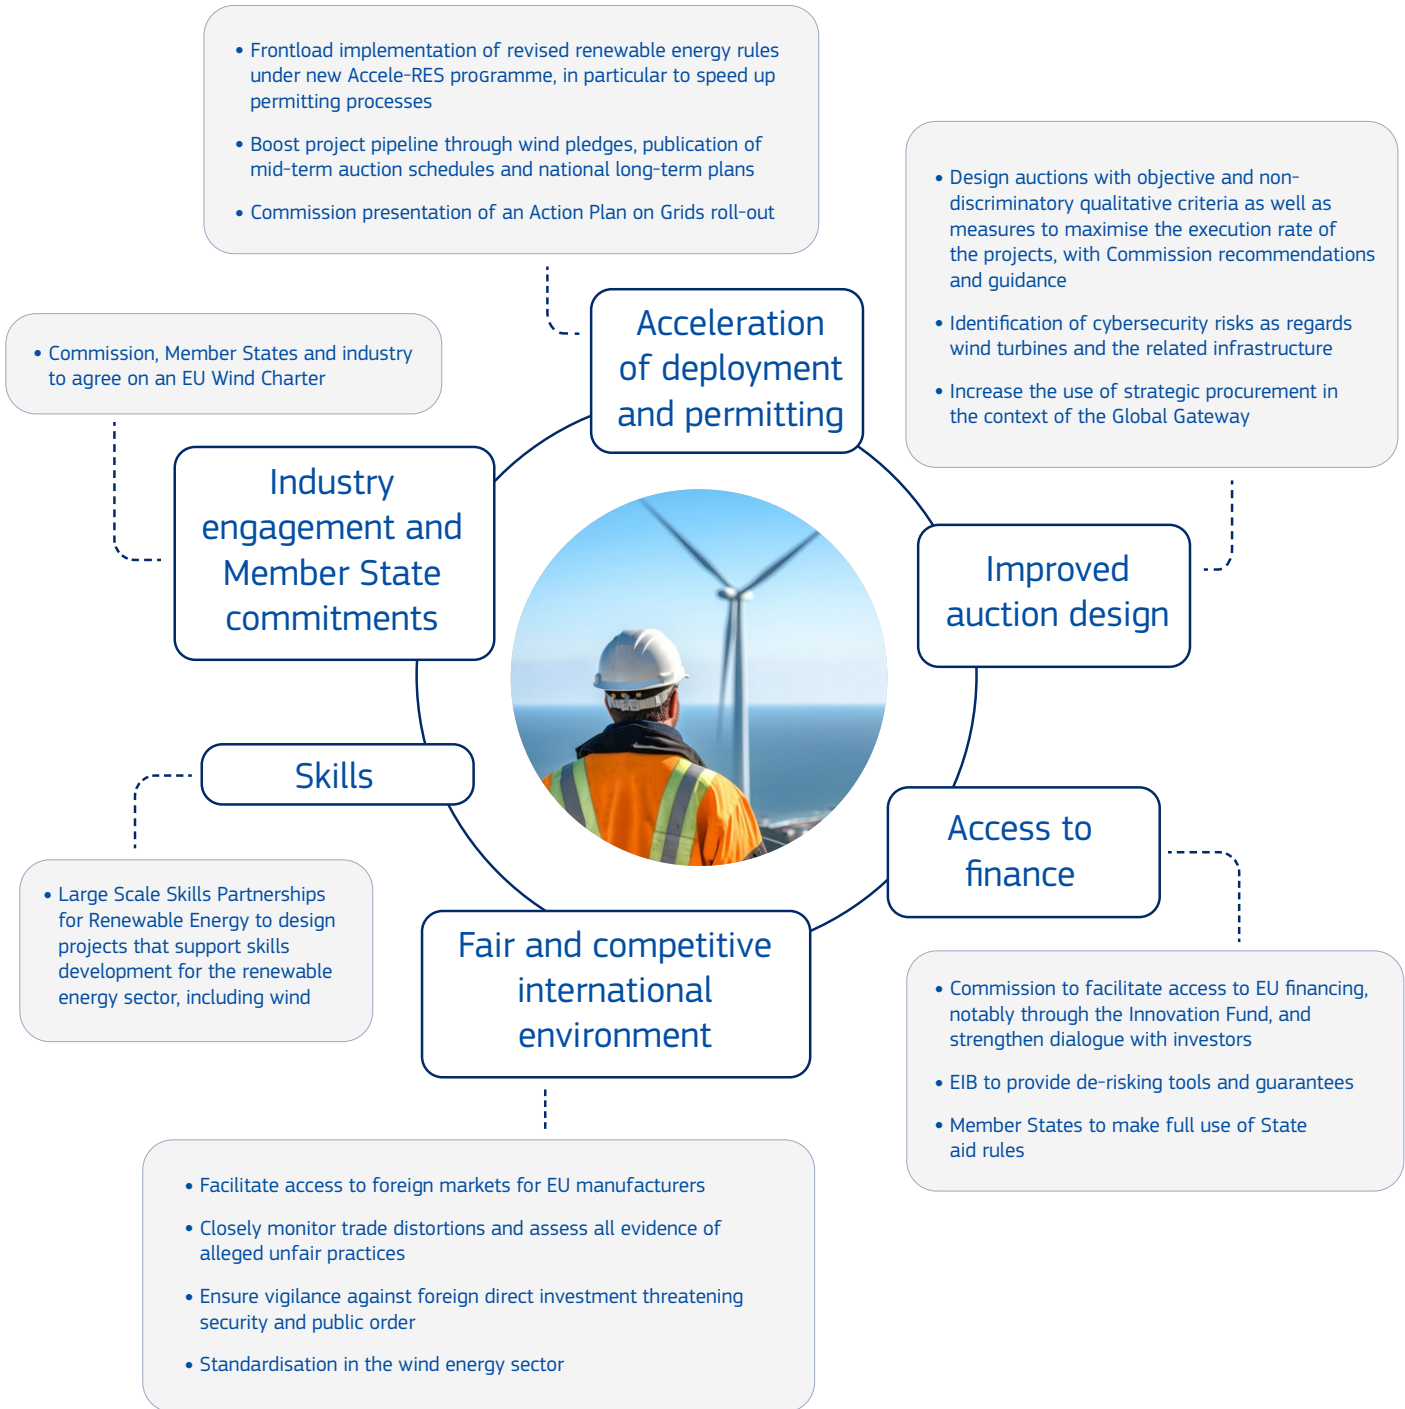 • Frontload implementation of revised renewable energy rules
under new Accele-RES programme, in particular to speed up
permitting processes
• Boost project pipeline through wind pledges, publication of
mid-term auction schedules and national long-term plans
• Commission presentation of an Action Plan on Grids roll-out
Acceleration
of deployment
and permitting
• Design auctions with objective and non-
discriminatory qualitative criteria as well as
measures to maximise the execution rate of
the projects, with Commission recommendations
and guidance
• Identification of cybersecurity risks as regards
wind turbines and the related infrastructure
• Increase the use of strategic procurement in
the context of the Global Gateway
Improved
auction design
Access to
finance
• Commission to facilitate access to EU financing,
notably through the Innovation Fund, and
strengthen dialogue with investors
• EIB to provide de-risking tools and guarantees
• Member States to make full use of State
aid rules
Fair and competitive
international
environment
• Facilitate access to foreign markets for EU manufacturers
• Closely monitor trade distortions and assess all evidence of
alleged unfair practices
• Ensure vigilance against foreign direct investment threatening
security and public order
• Standardisation in the wind energy sector
Skills
• Large Scale Skills Partnerships
for Renewable Energy to design
projects that support skills
development for the renewable
energy sector, including wind
• Commission, Member States and industry
to agree on an EU Wind Charter
Industry
engagement and
Member State
commitments